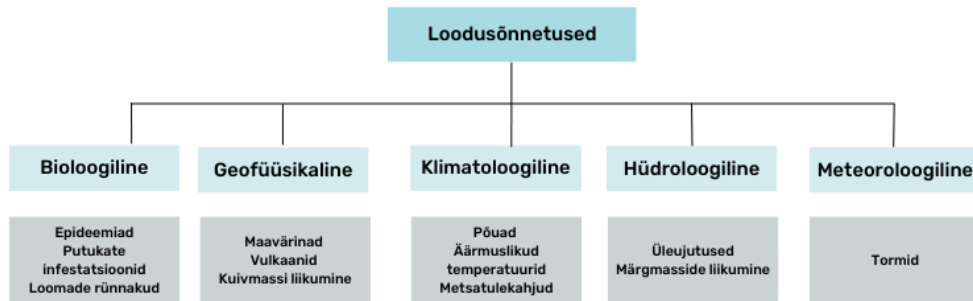 Loodusõnnetused
Bioloogiline
Geofüüsikaline
Klimatoloogiline
Hüdroloogiline
Meteoroloogiline
Epideemiad
Putukate
infestatsioonid
Loomade rünnakud
Maavärinad
Vulkaanid
Kuivmassi liikumine
Põuad
Äärmuslikud
temperatuurid
Metsatulekahjud
Üleujutused
Märgmasside liikumine
Tormid